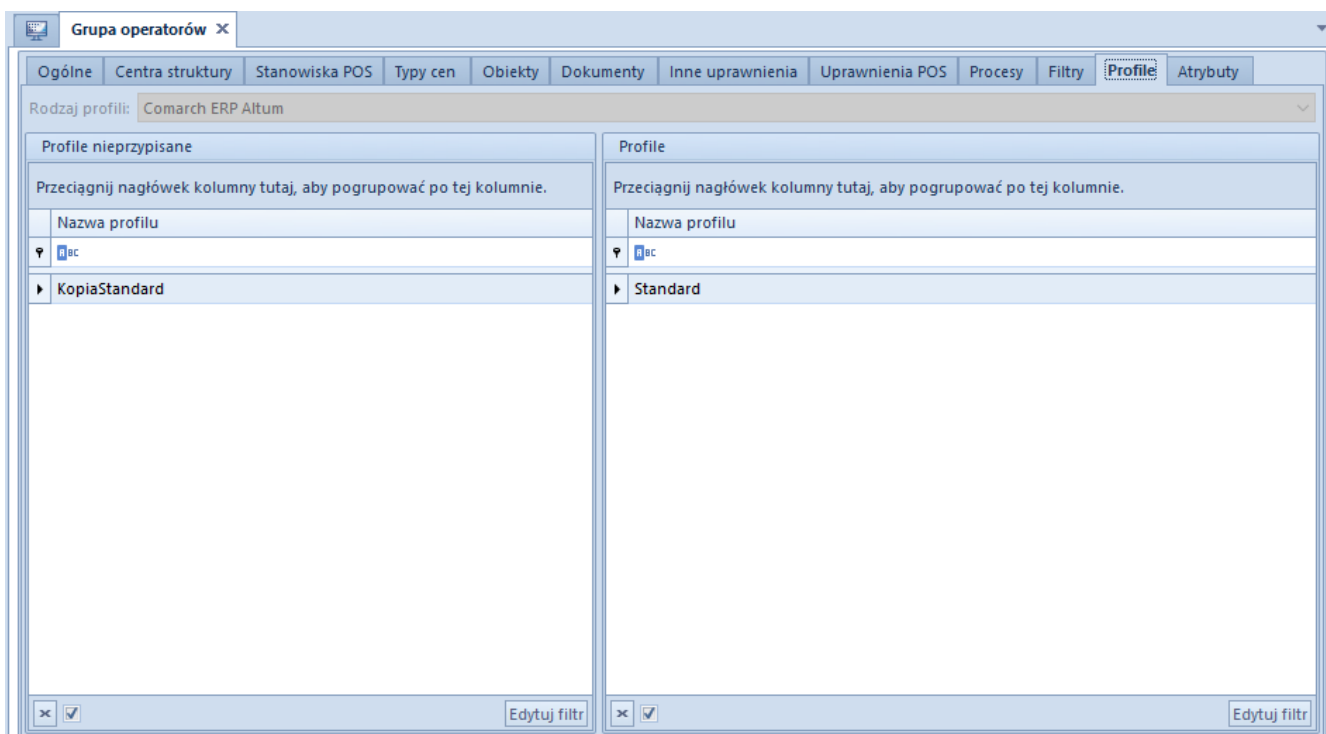 Grupa operatorów
Ogólne Centra struktury Stanowiska POS Typy cen Obiekty Dokumenty Inne uprawnienia Uprawnienia POS Procesy Filtry Profile Atrybuty
Rodzaj profili: Comarch ERP Altum
Profile nieprzypisane
Przeciągnij nagłówek kolumny tutaj, aby pogrupować po tej kolumnie.
Nazwa profilu
ABC
KopiaStandard
Edytuj filtr
Profile
Przeciągnij nagłówek kolumny tutaj, aby pogrupować po tej kolumnie.
Nazwa profilu
ABC
Standard
Edytuj filtr